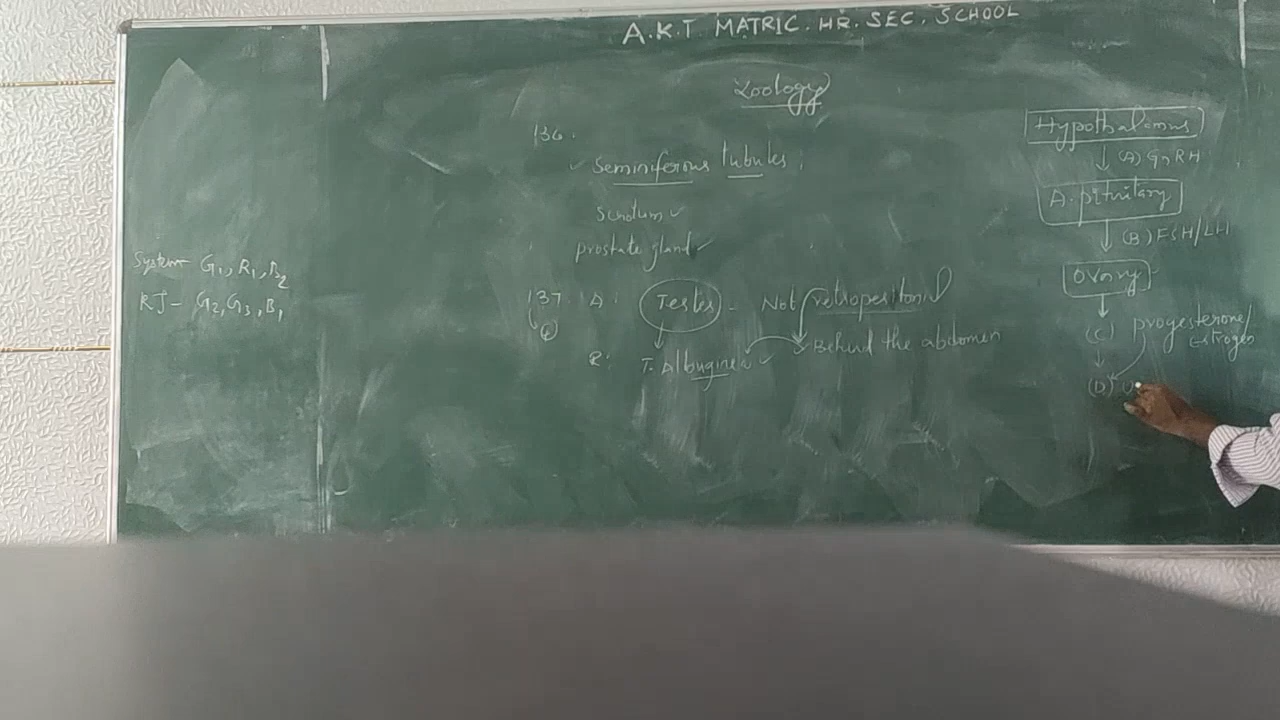 A.K.T. MATRIC. HR. SEC. SCHOOL
Zoology
136.
Seminiferous tubules
Scrotum ✓
prostate gland ✓
137. A: Testes - Not retroperitonl
Behind the abdomen
R: T. Albuginea ✓
System - G1, R1, B2
RJ - G2, G3, B1
Hypothalamus
(A) GnRH
A. pituitary
(B) FSH/LH
Ovary
(C) progesterone/
Estrogen
(D) U